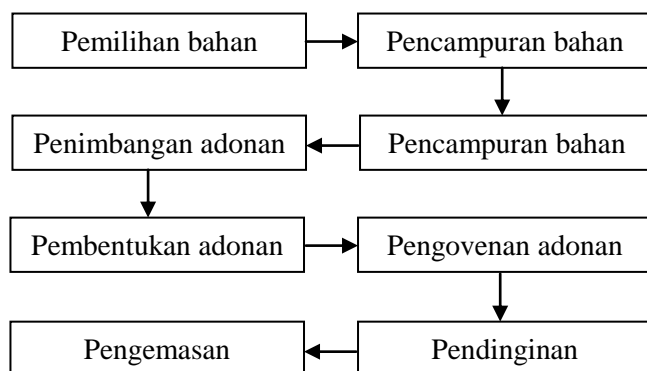 Pemilihan bahan
Pencampuran bahan
Pencampuran bahan
Penimbangan adonan
Pembentukan adonan
Pengovenan adonan
Pendinginan
Pengemasan